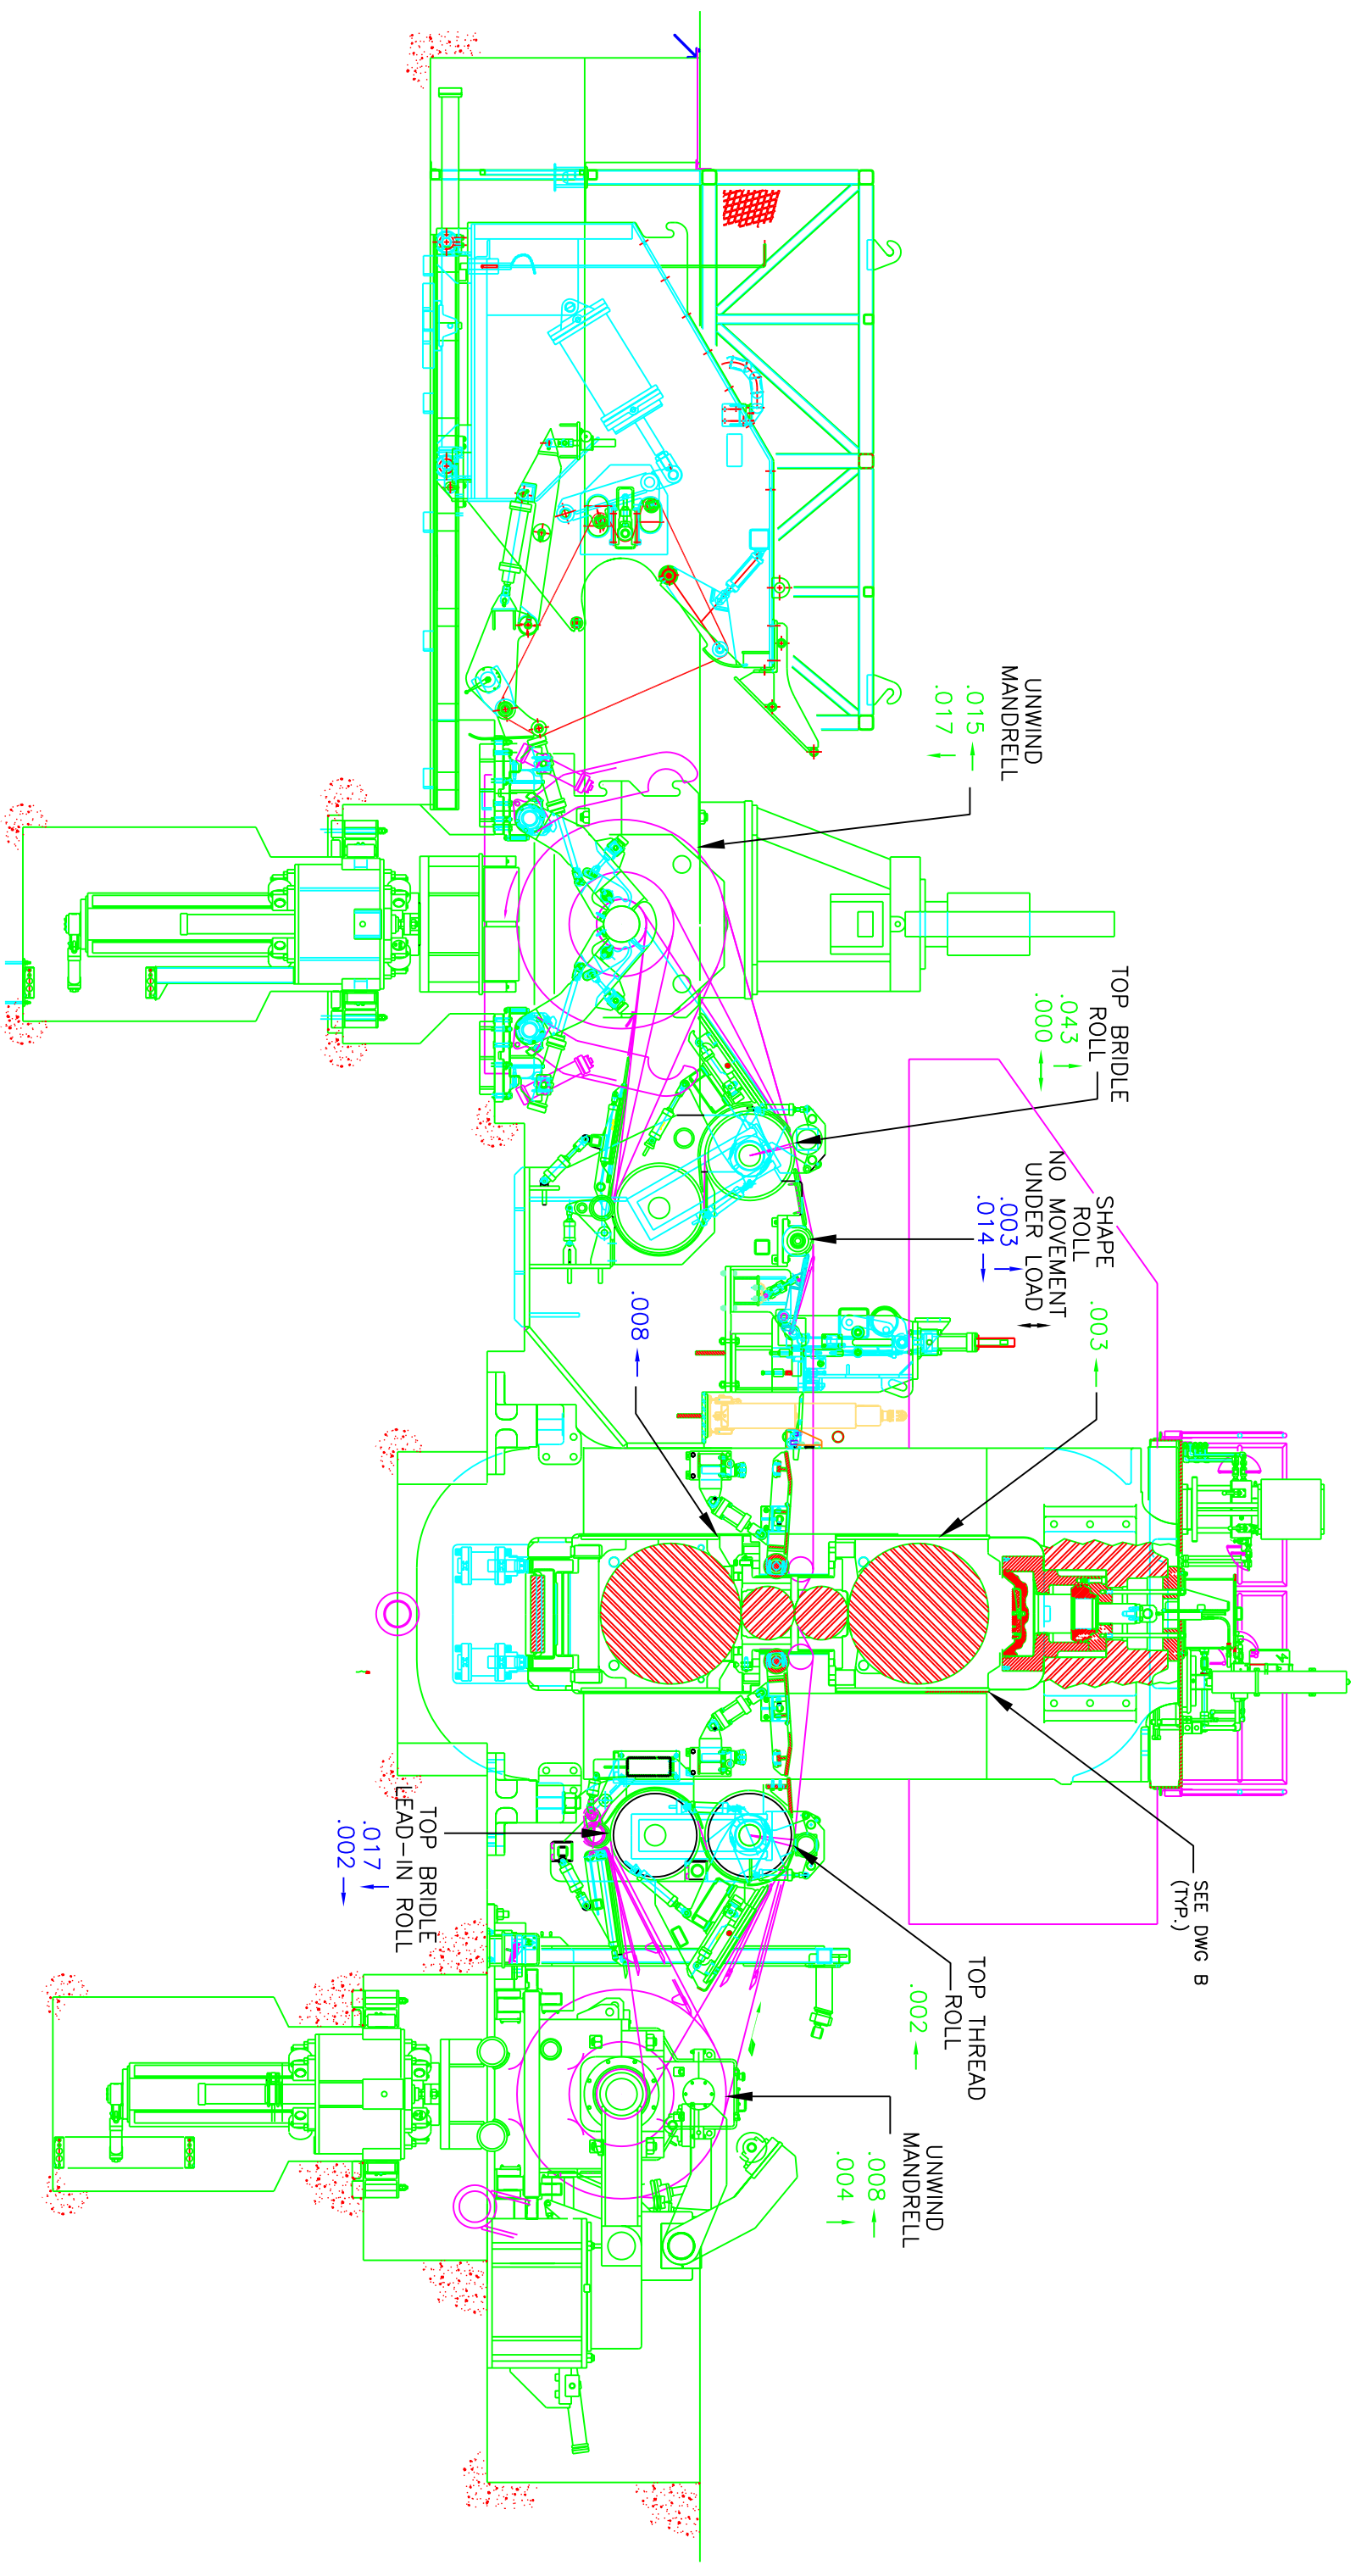 UNWIND
MANDRELL
.015
.017
TOP BRIDLE
ROLL
.043
.000
SHAPE
ROLL
NO MOVEMENT
UNDER LOAD
.003
.014
.003
.008
SEE DWG B
(TYP.)
TOP BRIDLE
LEAD-IN ROLL
.017
.002
TOP THREAD
ROLL
.002
UNWIND
MANDRELL
.008
.004